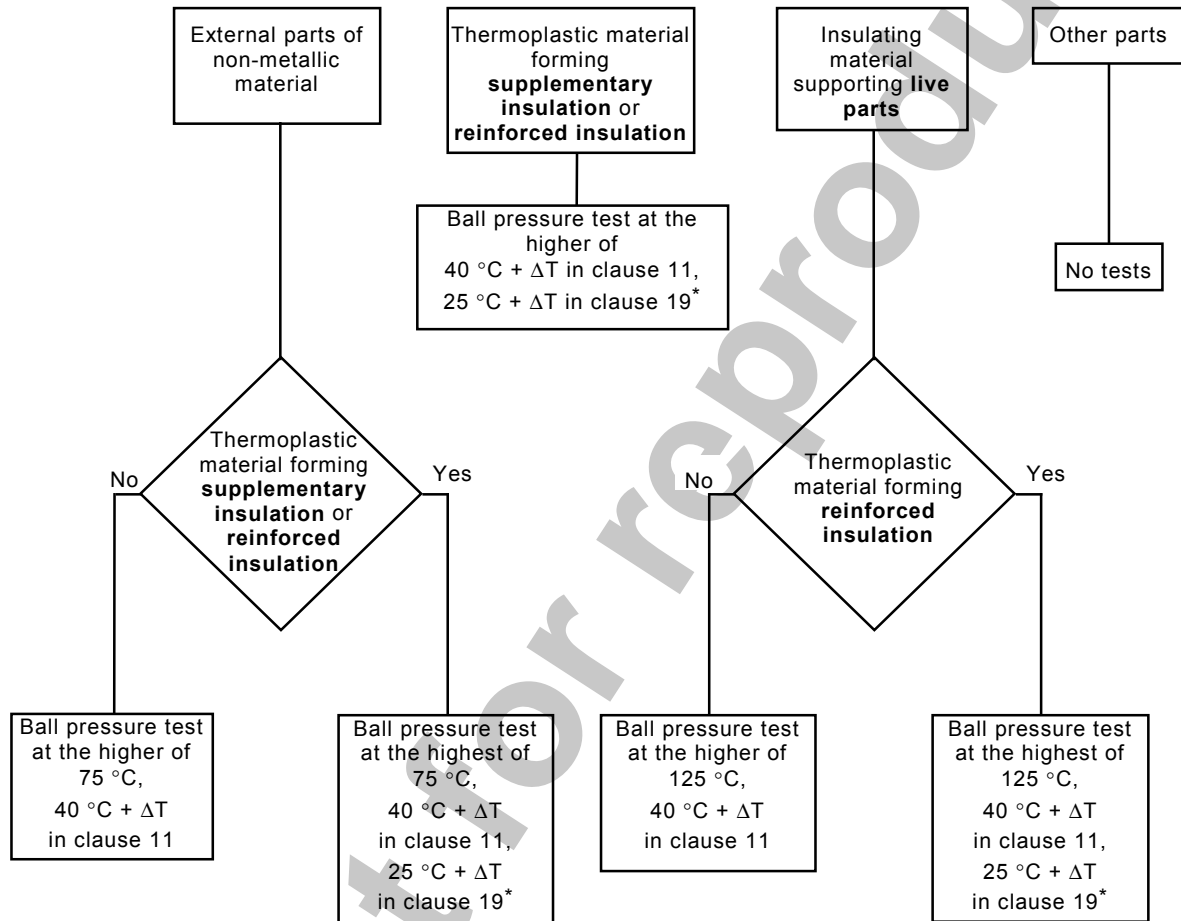 External parts of
non-metallic
material
Thermoplastic material
forming
supplementary
insulation or
reinforced insulation
Insulating
material
supporting live
parts
Other parts
Ball pressure test at the
higher of
40 °C + ΔT in clause 11,
25 °C + ΔT in clause 19*
No tests
Thermoplastic
material forming
supplementary
insulation or
reinforced
insulation
No
Yes
Thermoplastic
material forming
reinforced
insulation
No
Yes
Ball pressure test
at the higher of
75 °C,
40 °C + ΔT
in clause 11
Ball pressure test
at the highest of
75 °C,
40 °C + ΔT
in clause 11,
25 °C + ΔT
in clause 19*
Ball pressure test
at the higher of
125 °C,
40 °C + ΔT
in clause 11
Ball pressure test
at the highest of
125 °C,
40 °C + ΔT
in clause 11,
25 °C + ΔT
in clause 19*
t for reprodu